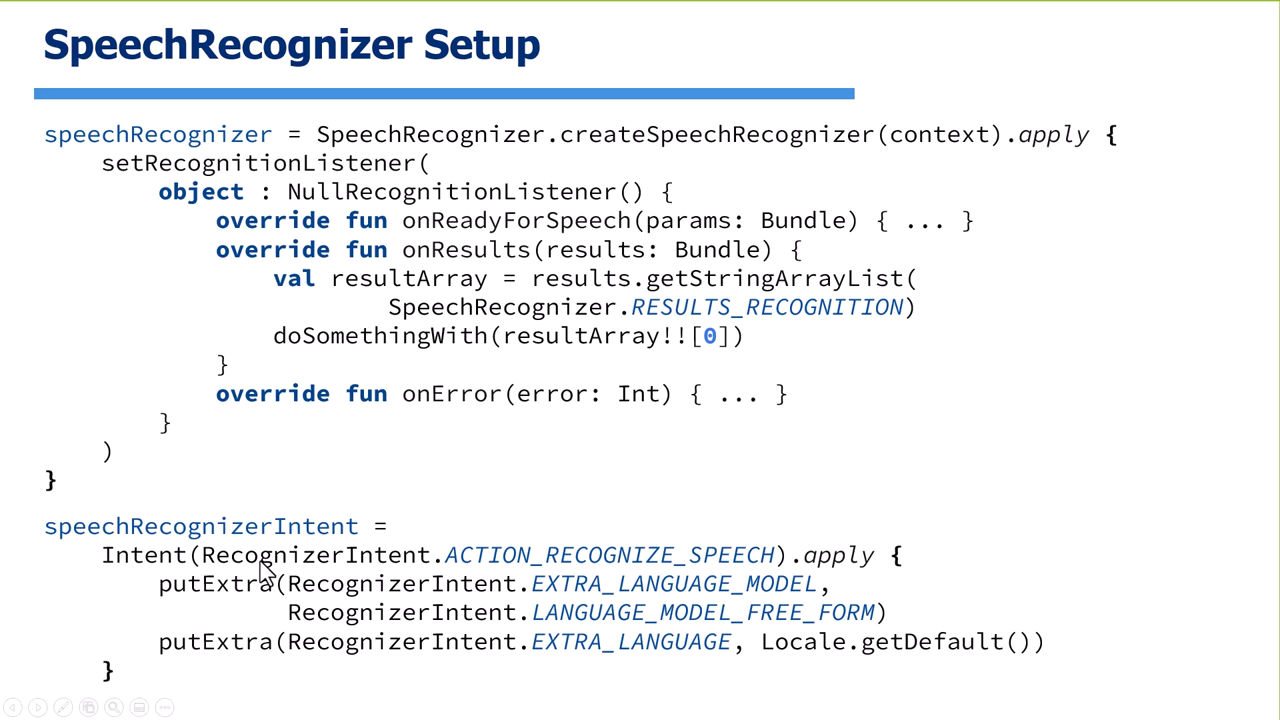 SpeechRecognizer Setup
speechRecognizer = SpeechRecognizer.createSpeechRecognizer(context).apply {
    setRecognitionListener(
        object : NullRecognitionListener() {
            override fun onReadyForSpeech(params: Bundle) { ... }
            override fun onResults(results: Bundle) {
                val resultArray = results.getStringArrayList(
                        SpeechRecognizer.RESULTS_RECOGNITION)
                doSomethingWith(resultArray!![0])
            }
            override fun onError(error: Int) { ... }
        }
    )
}
speechRecognizerIntent =
    Intent(RecognizerIntent.ACTION_RECOGNIZE_SPEECH).apply {
        putExtra(RecognizerIntent.EXTRA_LANGUAGE_MODEL,
                 RecognizerIntent.LANGUAGE_MODEL_FREE_FORM)
        putExtra(RecognizerIntent.EXTRA_LANGUAGE, Locale.getDefault())
    }